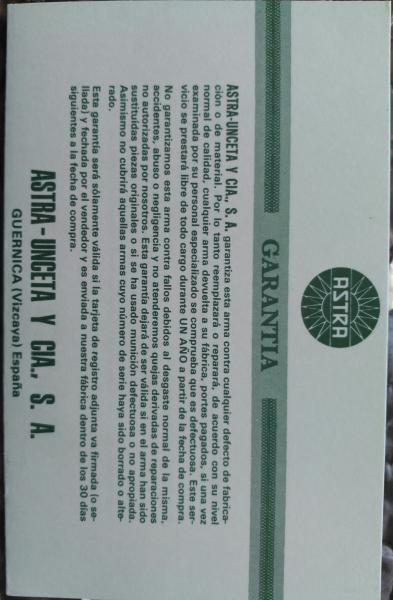 ASTRA
GARANTIA
ASTRA-UNCETA Y CIA., S. A. garantiza esta arma contra cualquier defecto de fabrica-
ción o de material. Por lo tanto reemplazará o reparará, de acuerdo con su nivel
normal de calidad, cualquier arma devuelta a su fábrica, portes pagados, si una vez
examinada por su personal especializado se comprueba que es defectuosa. Este ser-
vicio se prestará libre de todo cargo durante UN AÑO a partir de la fecha de compra.
No garantizamos esta arma contra fallos debidos al desgaste normal de la misma,
accidentes, abuso o negligencia y no atenderemos quejas derivadas de reparaciones
no autorizadas por nosotros. Esta garantía dejará de ser válida si en el arma han sido
sustituídas piezas originales o si se ha usado munición defectuosa o no apropiada.
Asimismo no cubrirá aquellas armas cuyo número de serie haya sido borrado o alte-
rado.
Esta garantía será sólamente válida si la tarjeta de registro adjunta va firmada (o se-
llada) y fechada por el vendedor y es enviada a nuestra fábrica dentro de los 30 días
siguientes a la fecha de compra.
ASTRA - UNCETA Y CIA., S. A.
GUERNICA (Vizcaya) España